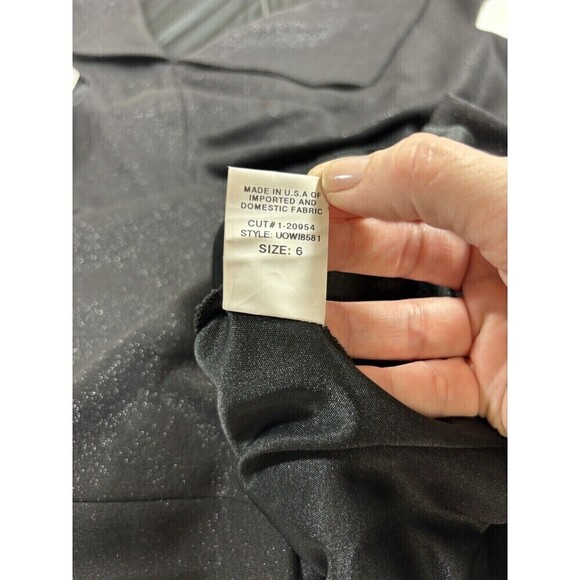 MADE IN U.S.A OF
IMPORTED AND
DOMESTIC FABRIC
CUT#1-20954
STYLE: UOWI8581
SIZE: 6